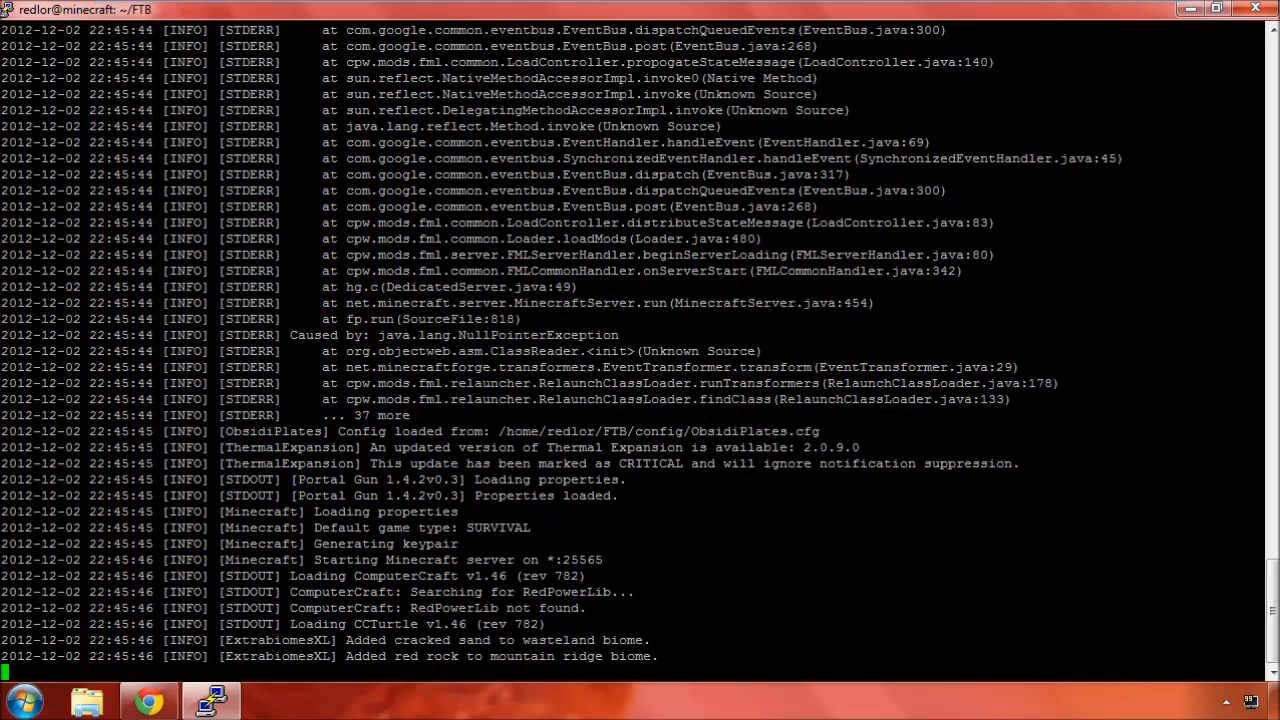 redlor@minecraft: ~/FTB
2012-12-02 22:45:44 [INFO] [STDERR]     at com.google.common.eventbus.EventBus.dispatchQueuedEvents(EventBus.java:300)
2012-12-02 22:45:44 [INFO] [STDERR]     at com.google.common.eventbus.EventBus.post(EventBus.java:268)
2012-12-02 22:45:44 [INFO] [STDERR]     at cpw.mods.fml.common.LoadController.propogateStateMessage(LoadController.java:140)
2012-12-02 22:45:44 [INFO] [STDERR]     at sun.reflect.NativeMethodAccessorImpl.invoke0(Native Method)
2012-12-02 22:45:44 [INFO] [STDERR]     at sun.reflect.NativeMethodAccessorImpl.invoke(Unknown Source)
2012-12-02 22:45:44 [INFO] [STDERR]     at sun.reflect.DelegatingMethodAccessorImpl.invoke(Unknown Source)
2012-12-02 22:45:44 [INFO] [STDERR]     at java.lang.reflect.Method.invoke(Unknown Source)
2012-12-02 22:45:44 [INFO] [STDERR]     at com.google.common.eventbus.EventHandler.handleEvent(EventHandler.java:69)
2012-12-02 22:45:44 [INFO] [STDERR]     at com.google.common.eventbus.SynchronizedEventHandler.handleEvent(SynchronizedEventHandler.java:45)
2012-12-02 22:45:44 [INFO] [STDERR]     at com.google.common.eventbus.EventBus.dispatch(EventBus.java:317)
2012-12-02 22:45:44 [INFO] [STDERR]     at com.google.common.eventbus.EventBus.dispatchQueuedEvents(EventBus.java:300)
2012-12-02 22:45:44 [INFO] [STDERR]     at com.google.common.eventbus.EventBus.post(EventBus.java:268)
2012-12-02 22:45:44 [INFO] [STDERR]     at cpw.mods.fml.common.LoadController.distributeStateMessage(LoadController.java:83)
2012-12-02 22:45:44 [INFO] [STDERR]     at cpw.mods.fml.common.Loader.loadMods(Loader.java:480)
2012-12-02 22:45:44 [INFO] [STDERR]     at cpw.mods.fml.server.FMLServerHandler.beginServerLoading(FMLServerHandler.java:80)
2012-12-02 22:45:44 [INFO] [STDERR]     at cpw.mods.fml.common.FMLCommonHandler.onServerStart(FMLCommonHandler.java:342)
2012-12-02 22:45:44 [INFO] [STDERR]     at hg.c(DedicatedServer.java:49)
2012-12-02 22:45:44 [INFO] [STDERR]     at net.minecraft.server.MinecraftServer.run(MinecraftServer.java:454)
2012-12-02 22:45:44 [INFO] [STDERR]     at fp.run(SourceFile:818)
2012-12-02 22:45:44 [INFO] [STDERR] Caused by: java.lang.NullPointerException
2012-12-02 22:45:44 [INFO] [STDERR]     at org.objectweb.asm.ClassReader.<init>(Unknown Source)
2012-12-02 22:45:44 [INFO] [STDERR]     at net.minecraftforge.transformers.EventTransformer.transform(EventTransformer.java:29)
2012-12-02 22:45:44 [INFO] [STDERR]     at cpw.mods.fml.relauncher.RelaunchClassLoader.runTransformers(RelaunchClassLoader.java:178)
2012-12-02 22:45:44 [INFO] [STDERR]     at cpw.mods.fml.relauncher.RelaunchClassLoader.findClass(RelaunchClassLoader.java:133)
2012-12-02 22:45:44 [INFO] [STDERR]     ... 37 more
2012-12-02 22:45:45 [INFO] [ObsidiPlates] Config loaded from: /home/redlor/FTB/config/ObsidiPlates.cfg
2012-12-02 22:45:45 [INFO] [ThermalExpansion] An updated version of Thermal Expansion is available: 2.0.9.0
2012-12-02 22:45:45 [INFO] [ThermalExpansion] This update has been marked as CRITICAL and will ignore notification suppression.
2012-12-02 22:45:45 [INFO] [STDOUT] [Portal Gun 1.4.2v0.3] Loading properties.
2012-12-02 22:45:45 [INFO] [STDOUT] [Portal Gun 1.4.2v0.3] Properties loaded.
2012-12-02 22:45:45 [INFO] [Minecraft] Loading properties
2012-12-02 22:45:45 [INFO] [Minecraft] Default game type: SURVIVAL
2012-12-02 22:45:45 [INFO] [Minecraft] Generating keypair
2012-12-02 22:45:46 [INFO] [Minecraft] Starting Minecraft server on *:25565
2012-12-02 22:45:46 [INFO] [STDOUT] Loading ComputerCraft v1.46 (rev 782)
2012-12-02 22:45:46 [INFO] [STDOUT] ComputerCraft: Searching for RedPowerLib...
2012-12-02 22:45:46 [INFO] [STDOUT] ComputerCraft: RedPowerLib not found.
2012-12-02 22:45:46 [INFO] [STDOUT] Loading CCTurtle v1.46 (rev 782)
2012-12-02 22:45:46 [INFO] [ExtrabiomesXL] Added cracked sand to wasteland biome.
2012-12-02 22:45:46 [INFO] [ExtrabiomesXL] Added red rock to mountain ridge biome.
99